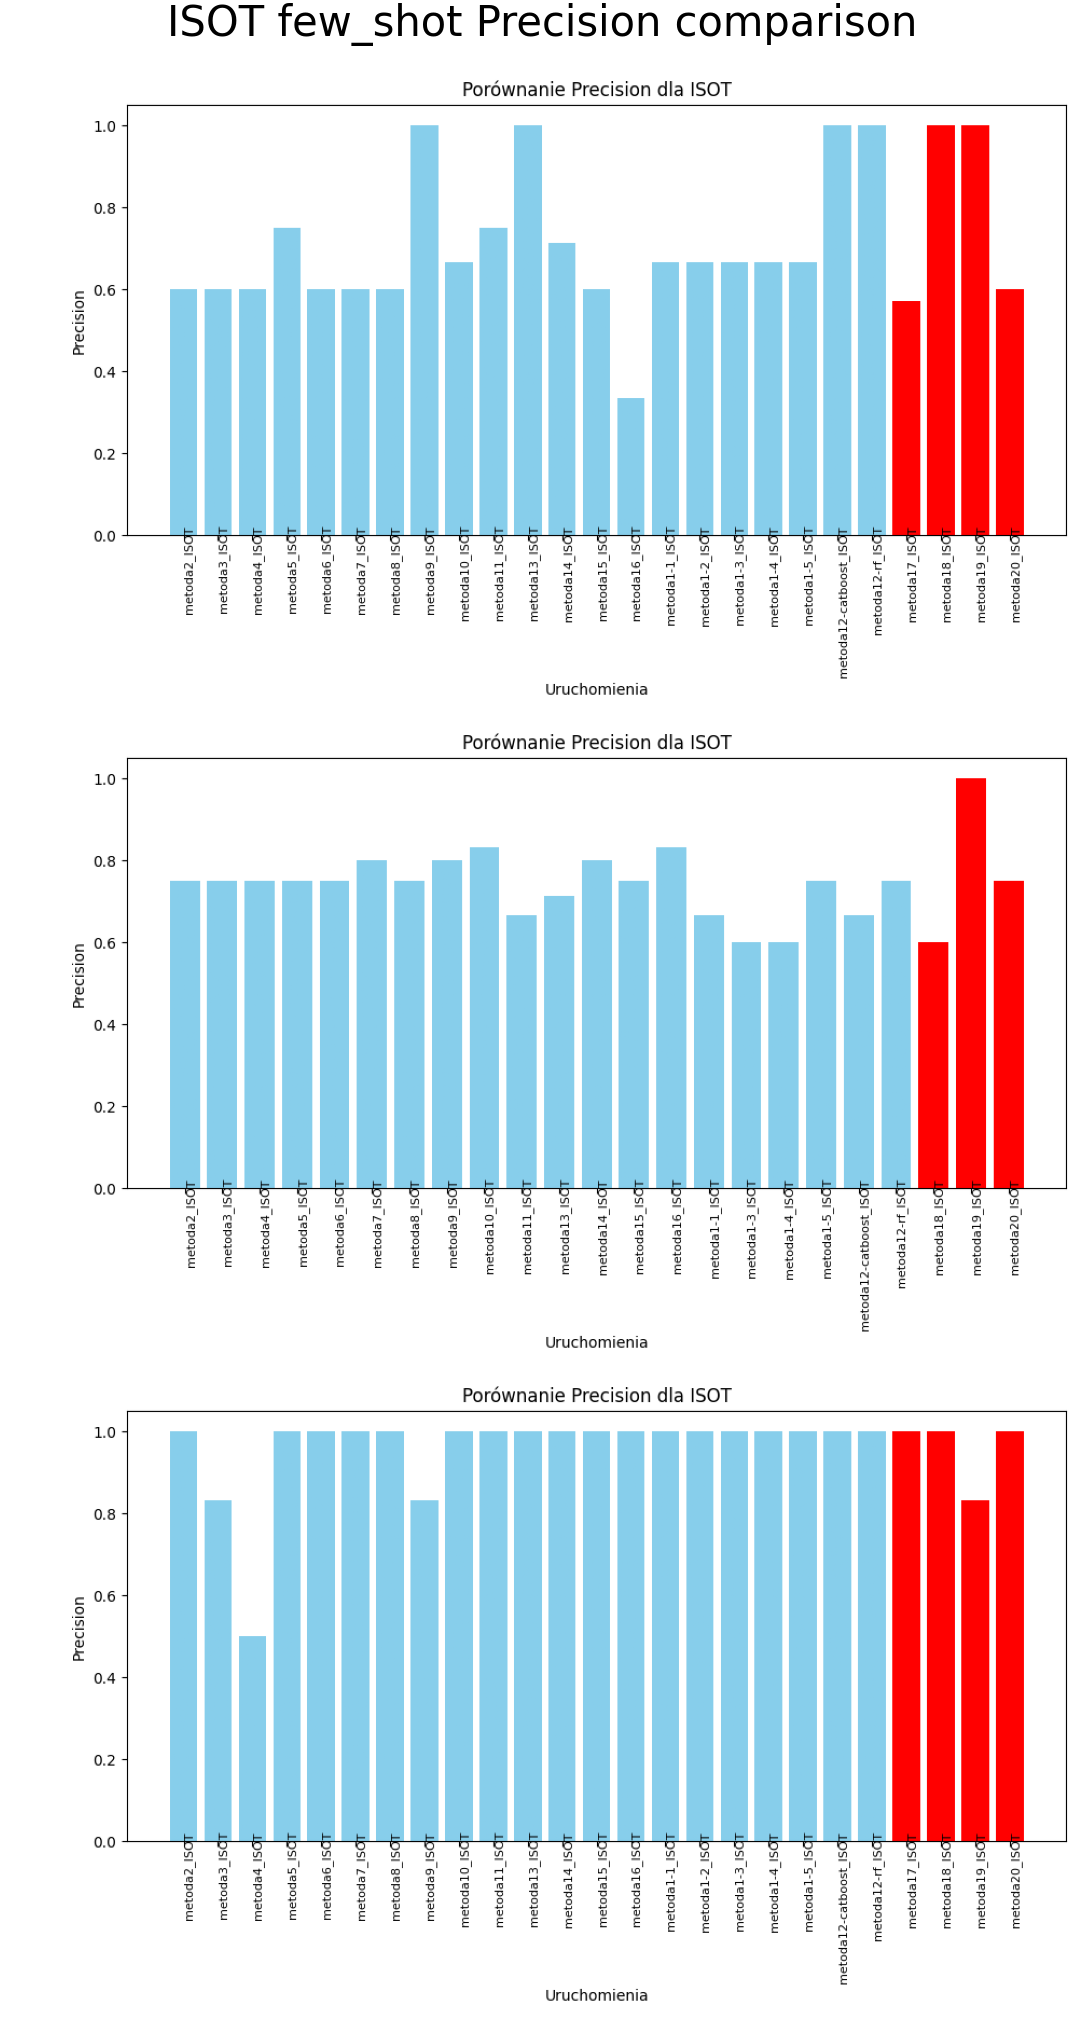 ISOT few_shot Precision comparison
Porównanie Precision dla ISOT
Precision
1.0
0.8
0.6
0.4
0.2
0.0
metoda2_ISOT
metoda3_ISOT
metoda4_ISOT
metoda5_ISOT
metoda6_ISOT
metoda7_ISOT
metoda8_ISOT
metoda9_ISOT
metoda10_ISOT
metoda11_ISOT
metoda13_ISOT
metoda14_ISOT
metoda15_ISOT
metoda16_ISOT
metoda1-1_ISOT
metoda1-2_ISOT
metoda1-3_ISOT
metoda1-4_ISOT
metoda1-5_ISOT
metoda12-catboost_ISOT
metoda12-rf_ISOT
metoda17_ISOT
metoda18_ISOT
metoda19_ISOT
metoda20_ISOT
Uruchomienia
Porównanie Precision dla ISOT
Precision
1.0
0.8
0.6
0.4
0.2
0.0
metoda2_ISOT
metoda3_ISOT
metoda4_ISOT
metoda5_ISOT
metoda6_ISOT
metoda7_ISOT
metoda8_ISOT
metoda9_ISOT
metoda10_ISOT
metoda11_ISOT
metoda13_ISOT
metoda14_ISOT
metoda15_ISOT
metoda16_ISOT
metoda1-1_ISOT
metoda1-3_ISOT
metoda1-4_ISOT
metoda1-5_ISOT
metoda12-catboost_ISOT
metoda12-rf_ISOT
metoda18_ISOT
metoda19_ISOT
metoda20_ISOT
Uruchomienia
Porównanie Precision dla ISOT
Precision
1.0
0.8
0.6
0.4
0.2
0.0
metoda2_ISOT
metoda3_ISOT
metoda4_ISOT
metoda5_ISOT
metoda6_ISOT
metoda7_ISOT
metoda8_ISOT
metoda9_ISOT
metoda10_ISOT
metoda11_ISOT
metoda13_ISOT
metoda14_ISOT
metoda15_ISOT
metoda16_ISOT
metoda1-1_ISOT
metoda1-2_ISOT
metoda1-3_ISOT
metoda1-4_ISOT
metoda1-5_ISOT
metoda12-catboost_ISOT
metoda12-rf_ISOT
metoda17_ISOT
metoda18_ISOT
metoda19_ISOT
metoda20_ISOT
Uruchomienia